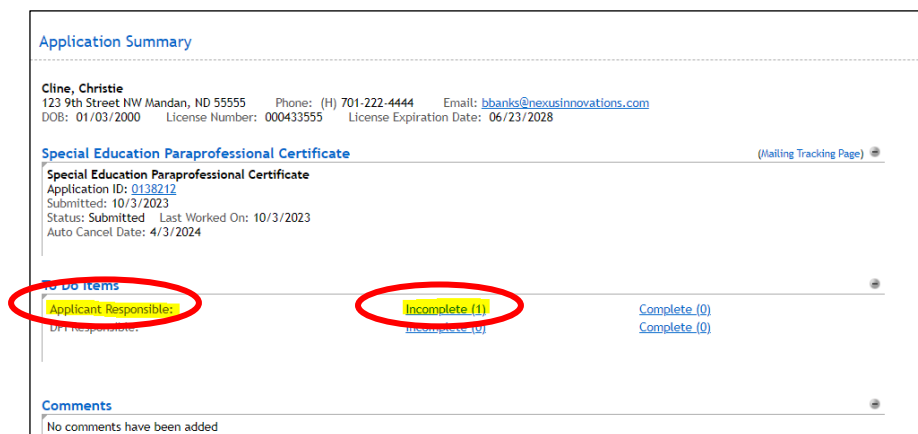 Application Summary
Cline, Christie
123 9th Street NW Mandan, ND 55555 Phone: (H) 701-222-4444 Email: bbanks@nexusinnovations.com
DOB: 01/03/2000 License Number: 000433555 License Expiration Date: 06/23/2028
Special Education Paraprofessional Certificate (Mailing Tracking Page)
Special Education Paraprofessional Certificate
Application ID: 0138212
Submitted: 10/3/2023
Status: Submitted Last Worked On: 10/3/2023
Auto Cancel Date: 4/3/2024
To Do Items
Applicant Responsible: Incomplete (1) Complete (0)
DPI Responsible: Incomplete (0) Complete (0)
Comments
No comments have been added